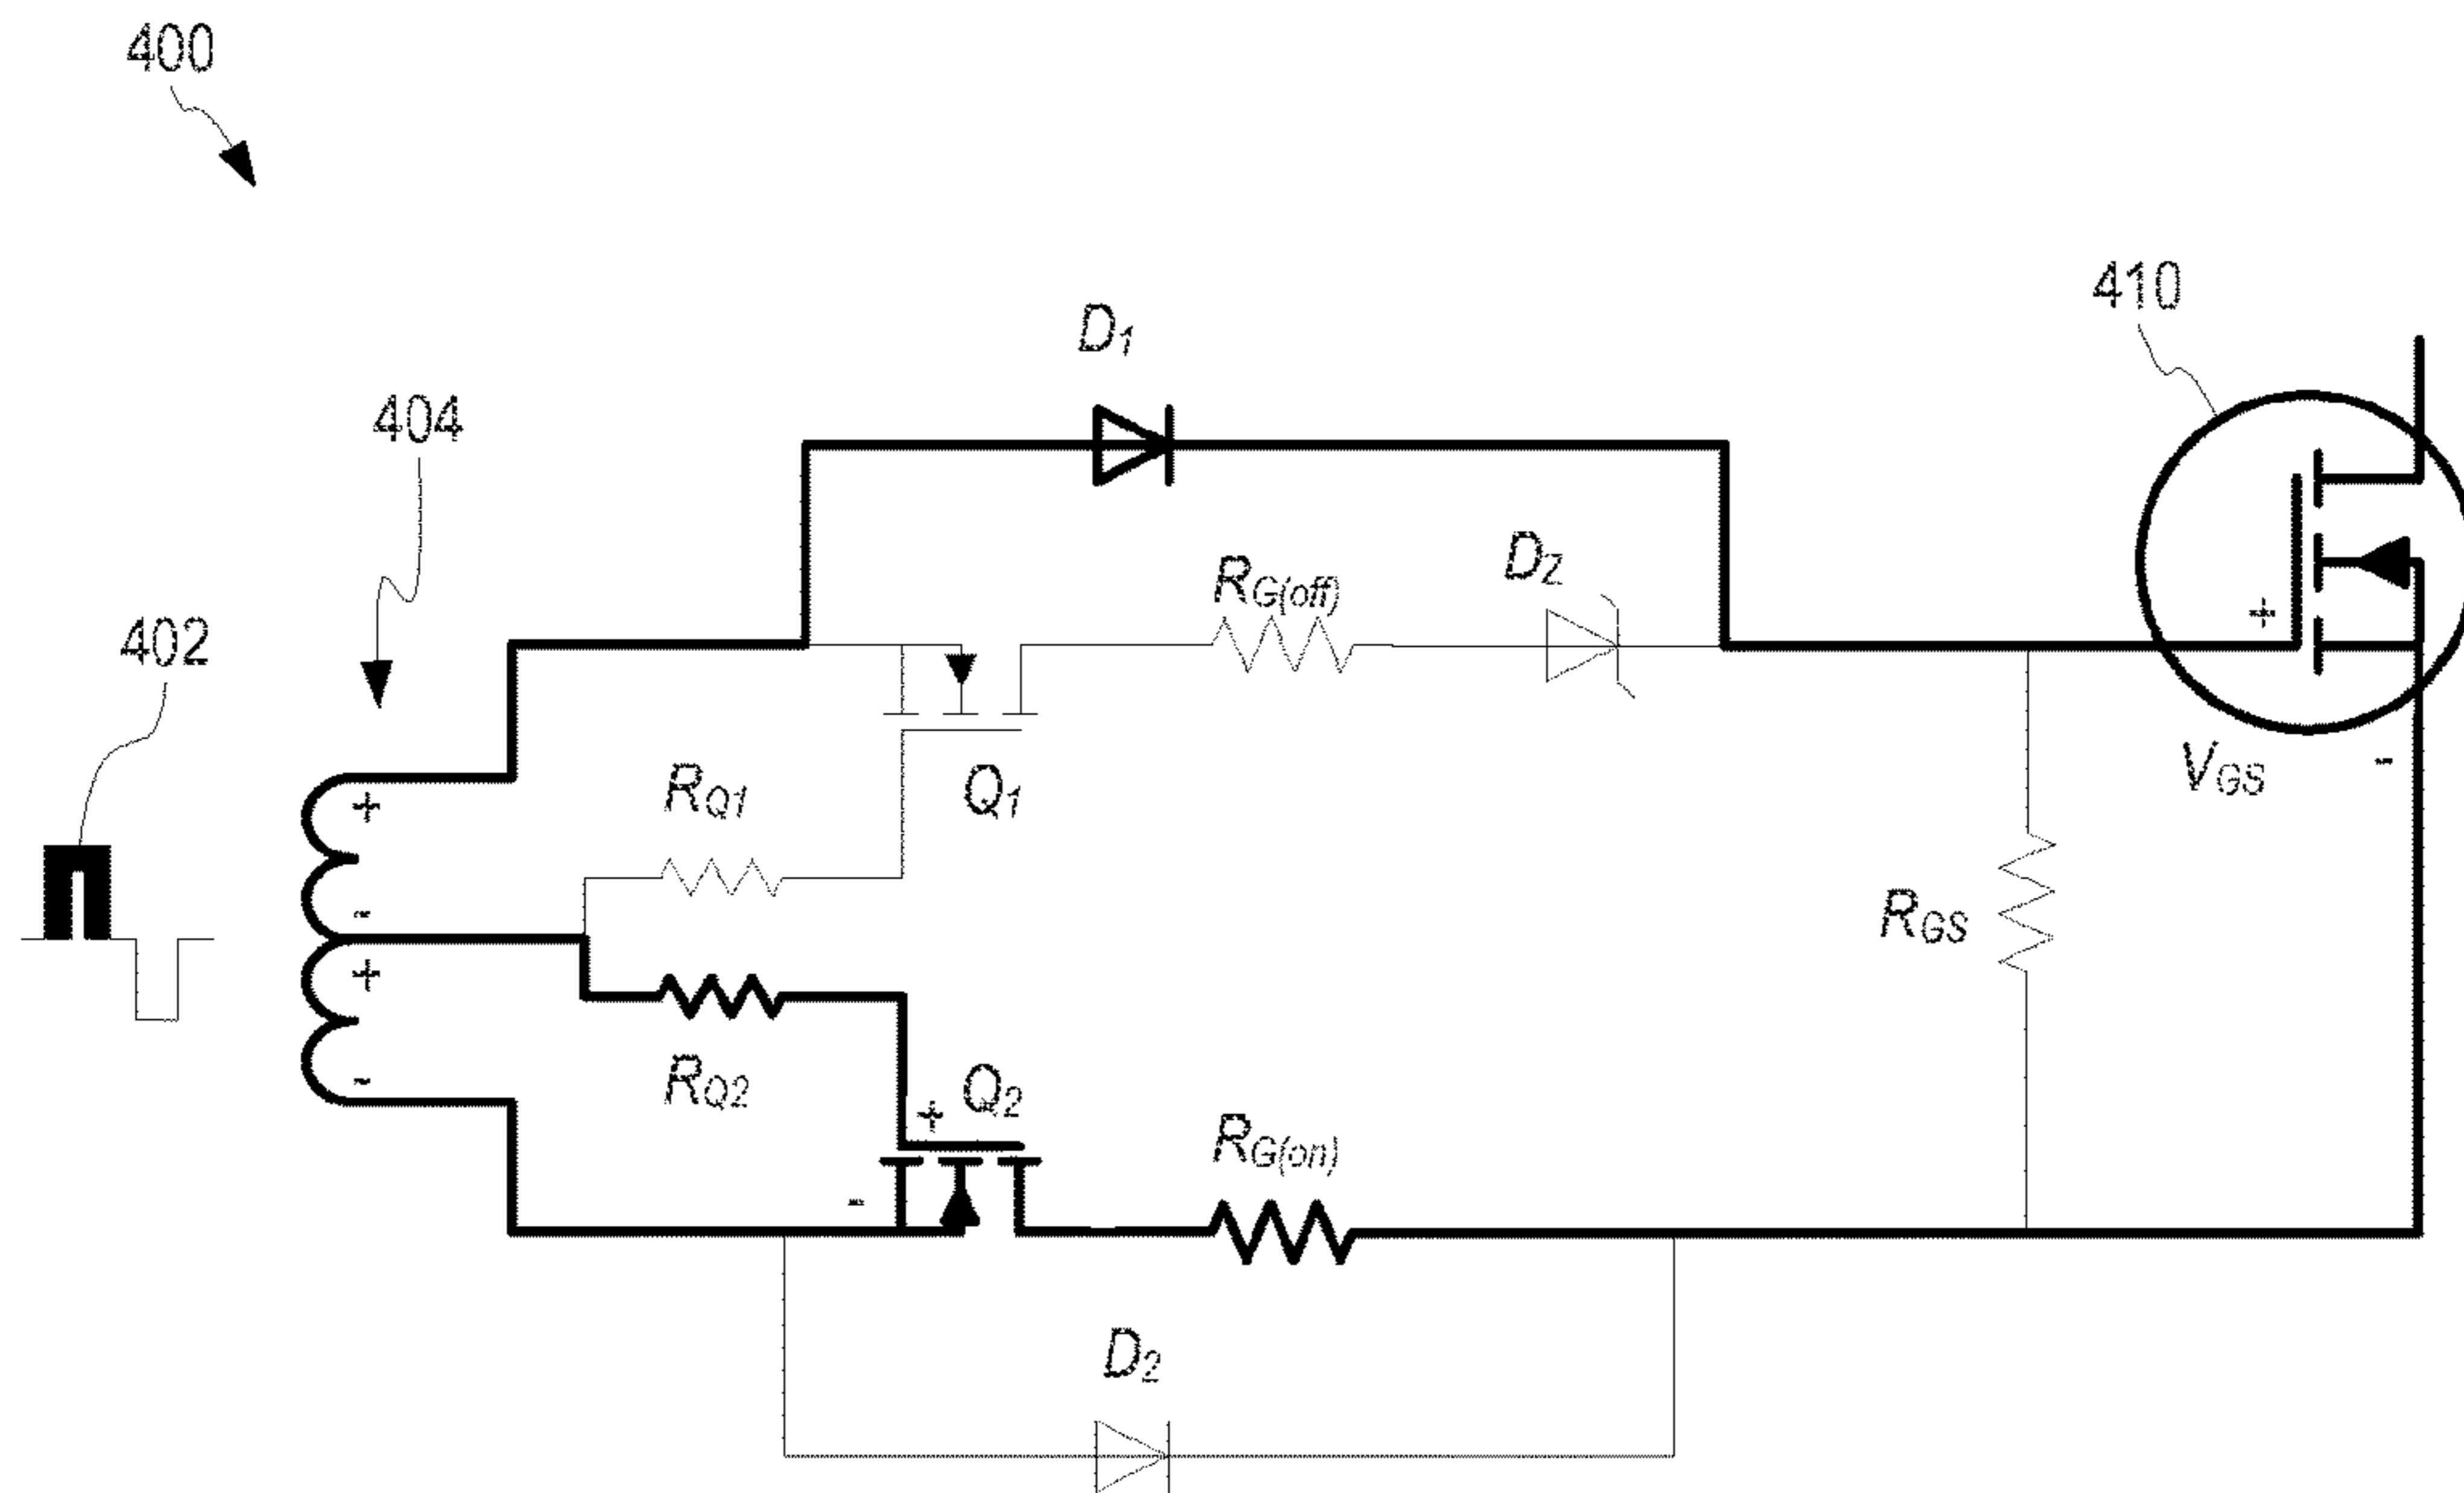 400
410
D1
404
RG(off)
DZ
402
+
+
VGS
-
RQ1
Q1
-
RGS
+
-
RQ2
Q2
+
RG(on)
-
D2